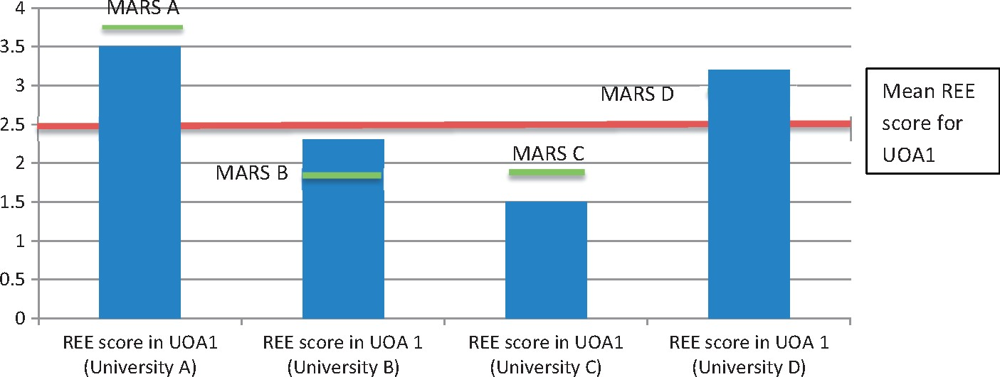 4
3.5
3
2.5
2
1.5
1
0.5
0
MARS A
MARS B
MARS C
MARS D
REE score in UOA1
(University A)
REE score in UOA 1
(University B)
REE score in UOA1
(University C)
REE score in UOA 1
(University D)
Mean REE
score for
UOA1